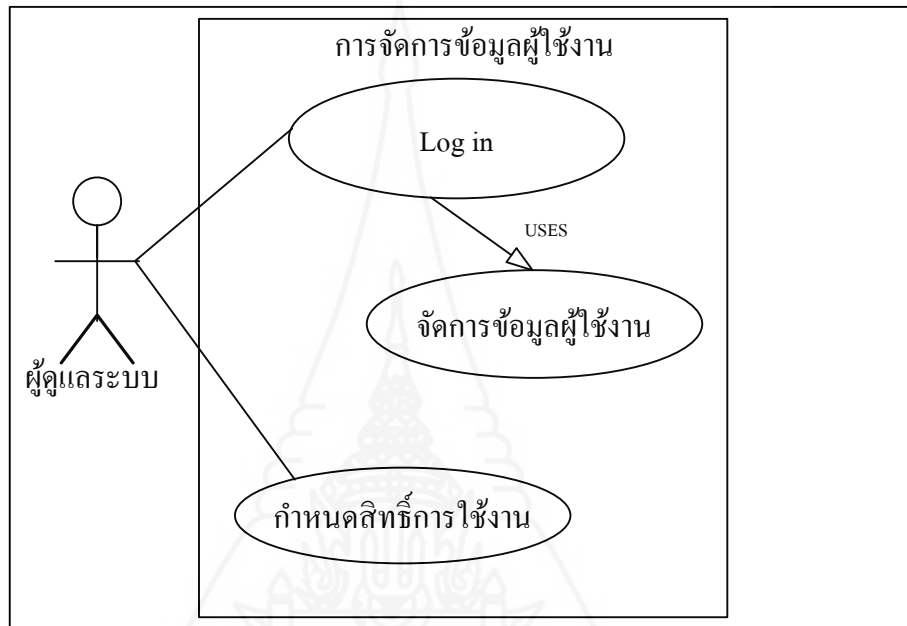 การจัดการข้อมูลผู้ใช้งาน
Log in
USES
จัดการข้อมูลผู้ใช้งาน
ผู้ดูแลระบบ
กำหนดสิทธิ์การใช้งาน